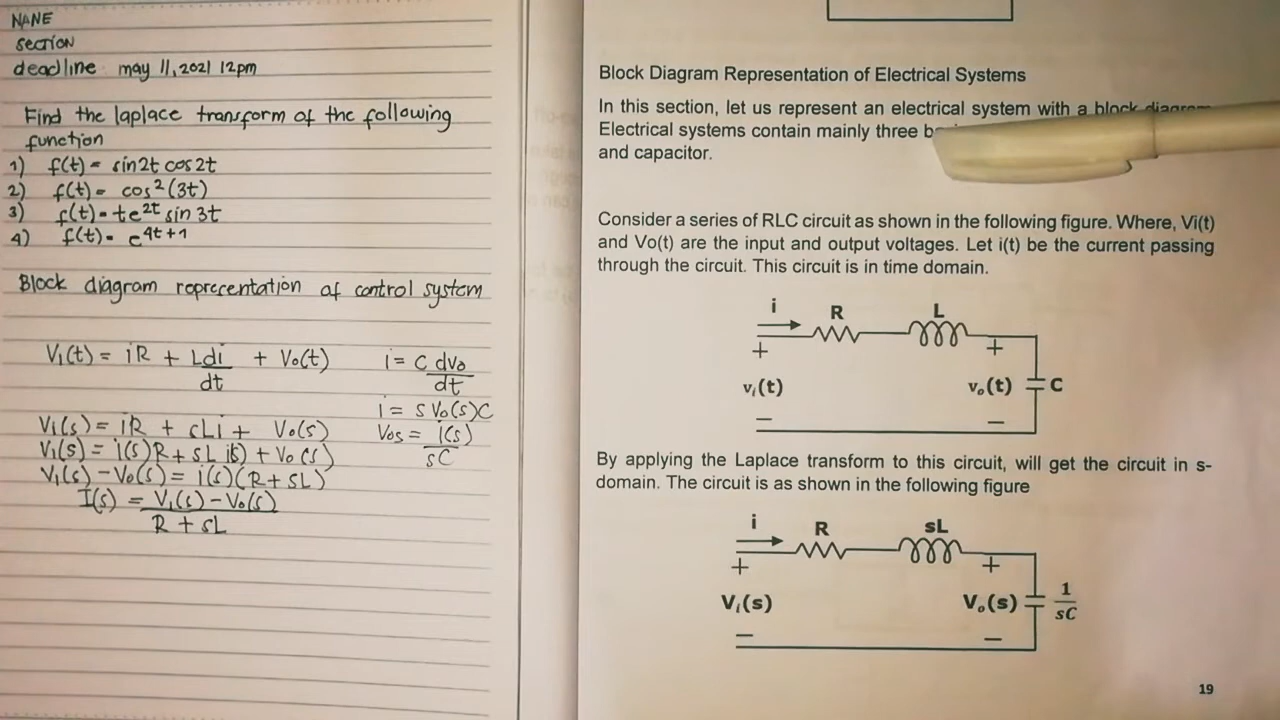 NANE
section
deadline may 11, 2021 12pm
Find the laplace transform of the following
function
1) f(t) = sin2t cos2t
2) f(t) = cos²(3t)
3) f(t) = te^2t sin 3t
4) f(t) = e^4t+1
Block diagram representation of control system
Vi(t) = iR + Ldi/dt + Vo(t)
i = C dvo/dt
i = s Vo(s)C
Vi(s) = iR + sLi + Vo(s)
Vos = i(s)/sC
Vi(s) = i(s)R + sL i(s) + Vo(s)
Vi(s) - Vo(s) = i(s)(R + sL)
I(s) = Vi(s) - Vo(s)/R + sL
Block Diagram Representation of Electrical Systems
In this section, let us represent an electrical system with a block diagram.
Electrical systems contain mainly three
and capacitor.
Consider a series of RLC circuit as shown in the following figure. Where, Vi(t)
and Vo(t) are the input and output voltages. Let i(t) be the current passing
through the circuit. This circuit is in time domain.
i R L
+ +
vᵢ(t) vₒ(t) C
− −
By applying the Laplace transform to this circuit, will get the circuit in s-
domain. The circuit is as shown in the following figure
i R sL
+ +
Vᵢ(s) Vₒ(s) 1/sC
− −
19